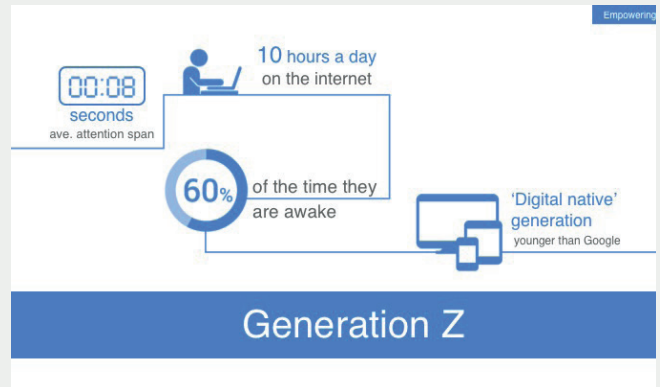 Empowering
10 hours a day
on the internet
00:08
seconds
ave. attention span
60%
of the time they
are awake
'Digital native'
generation
younger than Google
Generation Z